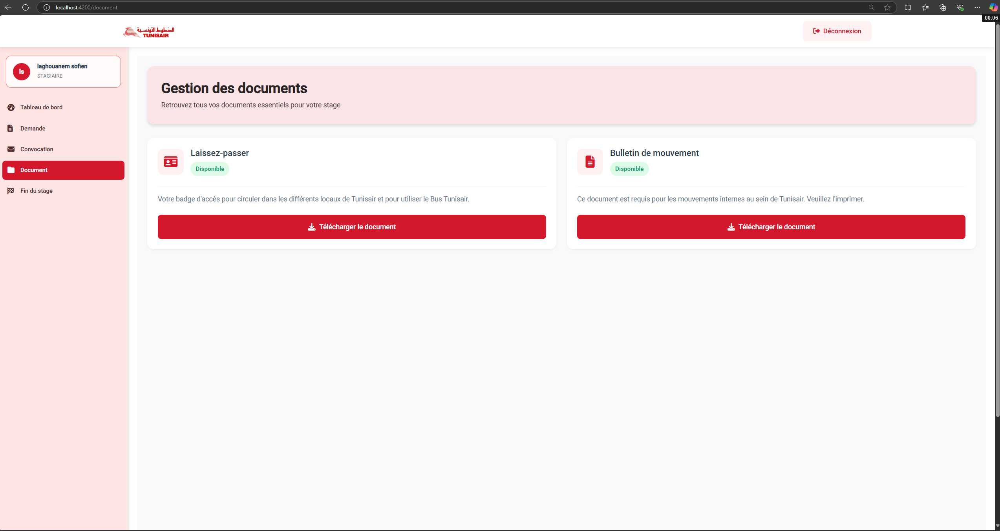 localhost:4200/document
00:06
الخطوط التونسية
TUNISAIR
Déconnexion
ls
laghouanem sofien
STAGIAIRE
Tableau de bord
Demande
Convocation
Document
Fin du stage
Gestion des documents
Retrouvez tous vos documents essentiels pour votre stage
Laissez-passer
Disponible
Votre badge d'accès pour circuler dans les différents locaux de Tunisair et pour utiliser le Bus Tunisair.
Télécharger le document
Bulletin de mouvement
Disponible
Ce document est requis pour les mouvements internes au sein de Tunisair. Veuillez l'imprimer.
Télécharger le document